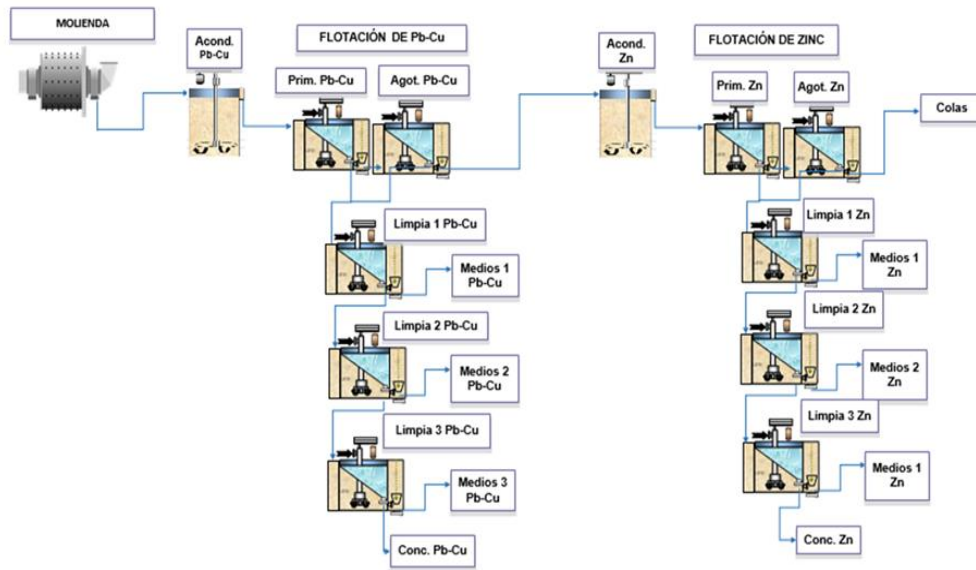 MOLIENDA
Acond.
Pb-Cu
FLOTACIÓN DE Pb-Cu
Prim. Pb-Cu
Agot. Pb-Cu
Acond.
Zn
FLOTACIÓN DE ZINC
Prim. Zn
Agot. Zn
Colas
Limpia 1 Pb-Cu
Medios 1
Pb-Cu
Limpia 2 Pb-Cu
Medios 2
Pb-Cu
Limpia 3 Pb-Cu
Medios 3
Pb-Cu
Conc. Pb-Cu
Limpia 1 Zn
Medios 1
Zn
Limpia 2 Zn
Medios 2
Zn
Limpia 3 Zn
Medios 1
Zn
Conc. Zn